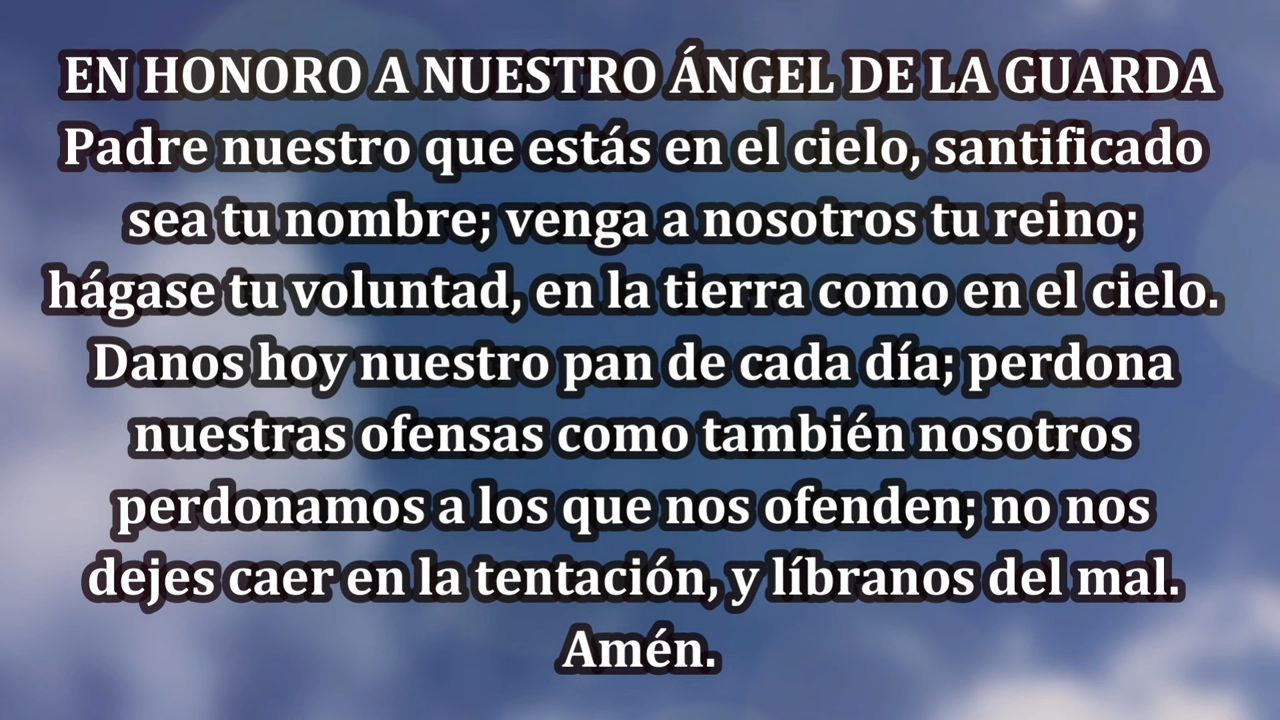 EN HONORO A NUESTRO ÁNGEL DE LA GUARDA
Padre nuestro que estás en el cielo, santificado
sea tu nombre; venga a nosotros tu reino;
hágase tu voluntad, en la tierra como en el cielo.
Danos hoy nuestro pan de cada día; perdona
nuestras ofensas como también nosotros
perdonamos a los que nos ofenden; no nos
dejes caer en la tentación, y líbranos del mal.
Amén.